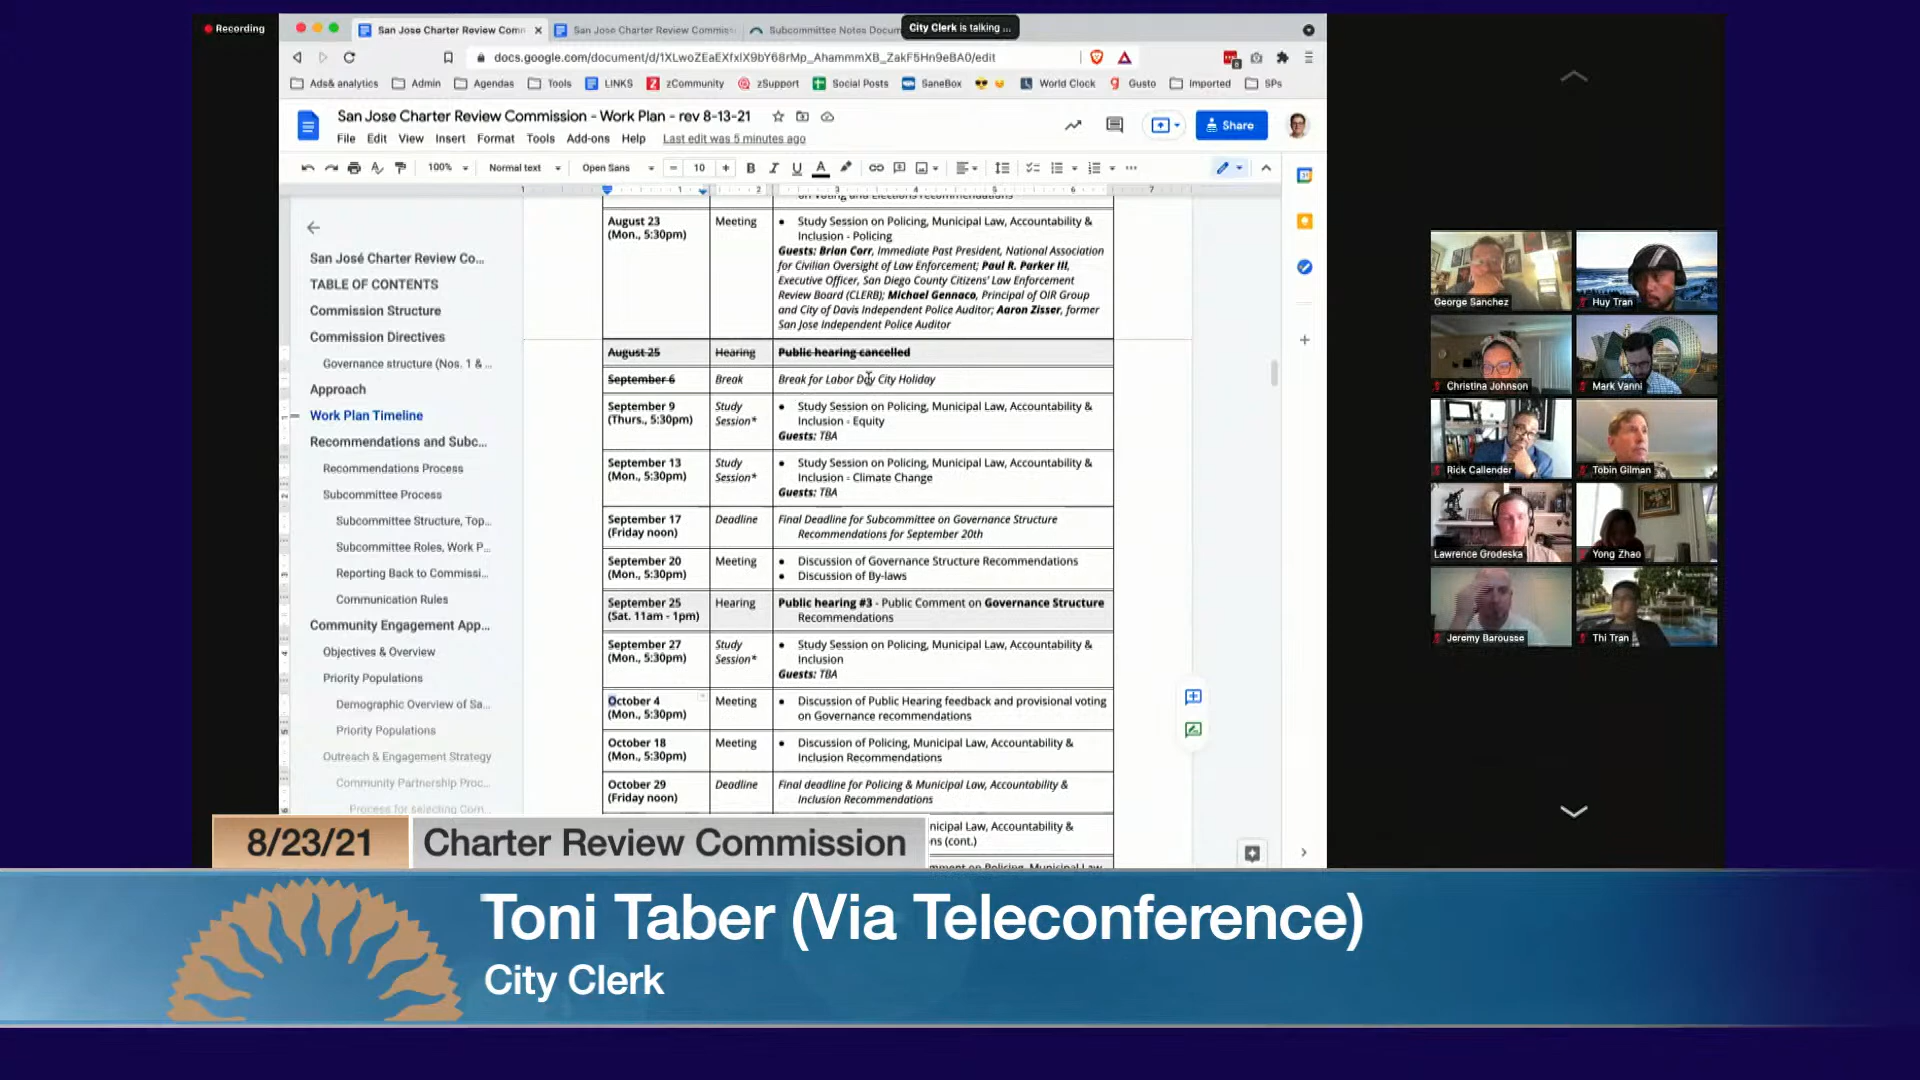 Recording
San Jose Charter Review Comm
San Jose Charter Review Commiss
Subcommittee Notes Docum
City Clerk is talking ...
docs.google.com/document/d/1XLwoZEaEXfxlX9bY68rMp_AhammmXB_ZakF5Hn9eBA0/edit
Ads& analytics
Admin
Agendas
Tools
LINKS
zCommunity
zSupport
Social Posts
SaneBox
World Clock
Gusto
Imported
SPs
San Jose Charter Review Commission - Work Plan - rev 8-13-21
File Edit View Insert Format Tools Add-ons Help Last edit was 5 minutes ago
Share
100% Normal text Open Sans 10
San José Charter Review Co...
TABLE OF CONTENTS
Commission Structure
Commission Directives
Governance structure (Nos. 1 & ...
Approach
Work Plan Timeline
Recommendations and Subc...
Recommendations Process
Subcommittee Process
Subcommittee Structure, Top...
Subcommittee Roles, Work P...
Reporting Back to Commissi...
Communication Rules
Community Engagement App...
Objectives & Overview
Priority Populations
Demographic Overview of Sa...
Priority Populations
Outreach & Engagement Strategy
Community Partnership Proc...
Process for selecting Com...
on Voting and Elections recommendations
August 23
(Mon., 5:30pm)
Meeting
Study Session on Policing, Municipal Law, Accountability &
Inclusion - Policing
Guests: Brian Corr, Immediate Past President, National Association
for Civilian Oversight of Law Enforcement; Paul R. Parker III,
Executive Officer, San Diego County Citizens' Law Enforcement
Review Board (CLERB); Michael Gennaco, Principal of OIR Group
and City of Davis Independent Police Auditor; Aaron Zisser, former
San Jose Independent Police Auditor
August 25
Hearing
Public hearing cancelled
September 6
Break
Break for Labor Day City Holiday
September 9
(Thurs., 5:30pm)
Study
Session*
Study Session on Policing, Municipal Law, Accountability &
Inclusion - Equity
Guests: TBA
September 13
(Mon., 5:30pm)
Study
Session*
Study Session on Policing, Municipal Law, Accountability &
Inclusion - Climate Change
Guests: TBA
September 17
(Friday noon)
Deadline
Final Deadline for Subcommittee on Governance Structure
Recommendations for September 20th
September 20
(Mon., 5:30pm)
Meeting
Discussion of Governance Structure Recommendations
Discussion of By-laws
September 25
(Sat. 11am - 1pm)
Hearing
Public hearing #3 - Public Comment on Governance Structure
Recommendations
September 27
(Mon., 5:30pm)
Study
Session*
Study Session on Policing, Municipal Law, Accountability &
Inclusion
Guests: TBA
October 4
(Mon., 5:30pm)
Meeting
Discussion of Public Hearing feedback and provisional voting
on Governance recommendations
October 18
(Mon., 5:30pm)
Meeting
Discussion of Policing, Municipal Law, Accountability &
Inclusion Recommendations
October 29
(Friday noon)
Deadline
Final deadline for Policing & Municipal Law, Accountability &
Inclusion Recommendations
nicipal Law, Accountability &
ns (cont.)
George Sanchez
Huy Tran
Christina Johnson
Mark Vanni
Rick Callender
Tobin Gilman
Lawrence Grodeska
Yong Zhao
Jeremy Barousse
Thi Tran
8/23/21
Charter Review Commission
Toni Taber (Via Teleconference)
City Clerk